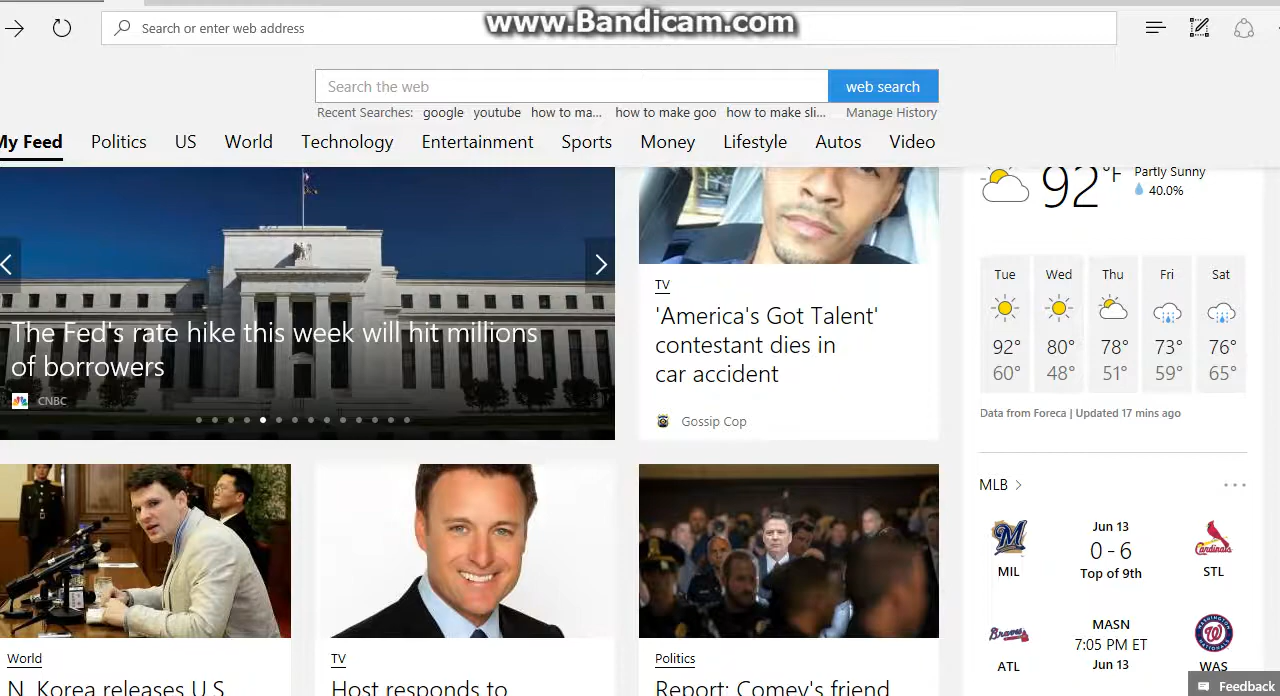 www.Bandicam.com
Search or enter web address
Search the web
web search
Recent Searches: google youtube how to ma... how to make goo how to make sli... Manage History
My Feed Politics US World Technology Entertainment Sports Money Lifestyle Autos Video
92°F
Partly Sunny
40.0%
The Fed's rate hike this week will hit millions
of borrowers
CNBC
TV
'America's Got Talent'
contestant dies in
car accident
Gossip Cop
Tue Wed Thu Fri Sat
92° 80° 78° 73° 76°
60° 48° 51° 59° 65°
Data from Foreca | Updated 17 mins ago
MLB
Jun 13
0 - 6
Top of 9th
MIL
Cardinals
STL
Braves
MASN
7:05 PM ET
Jun 13
ATL
WAS
World
N. Korea releases U.S.
TV
Host responds to
Politics
Report: Comey's friend
Feedback